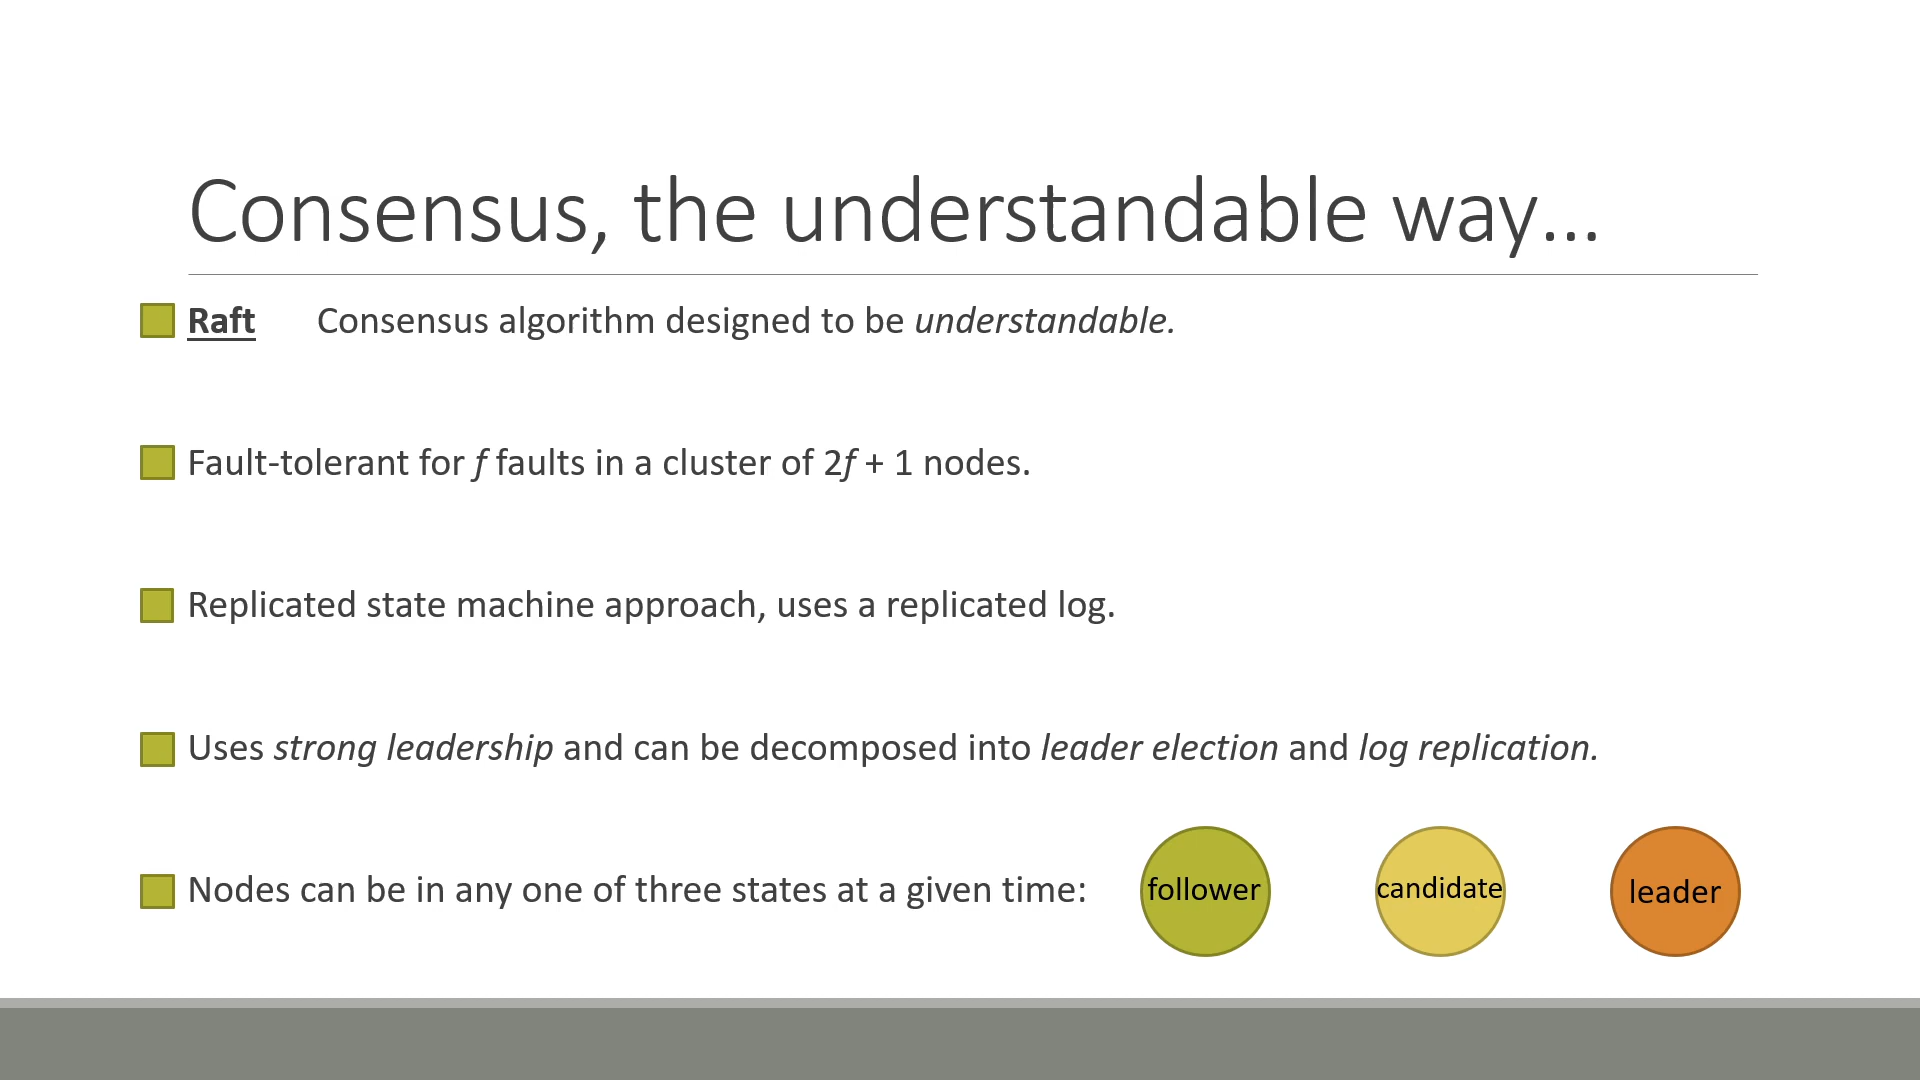 Consensus, the understandable way...
Raft Consensus algorithm designed to be understandable.
Fault-tolerant for f faults in a cluster of 2f + 1 nodes.
Replicated state machine approach, uses a replicated log.
Uses strong leadership and can be decomposed into leader election and log replication.
Nodes can be in any one of three states at a given time: follower candidate leader